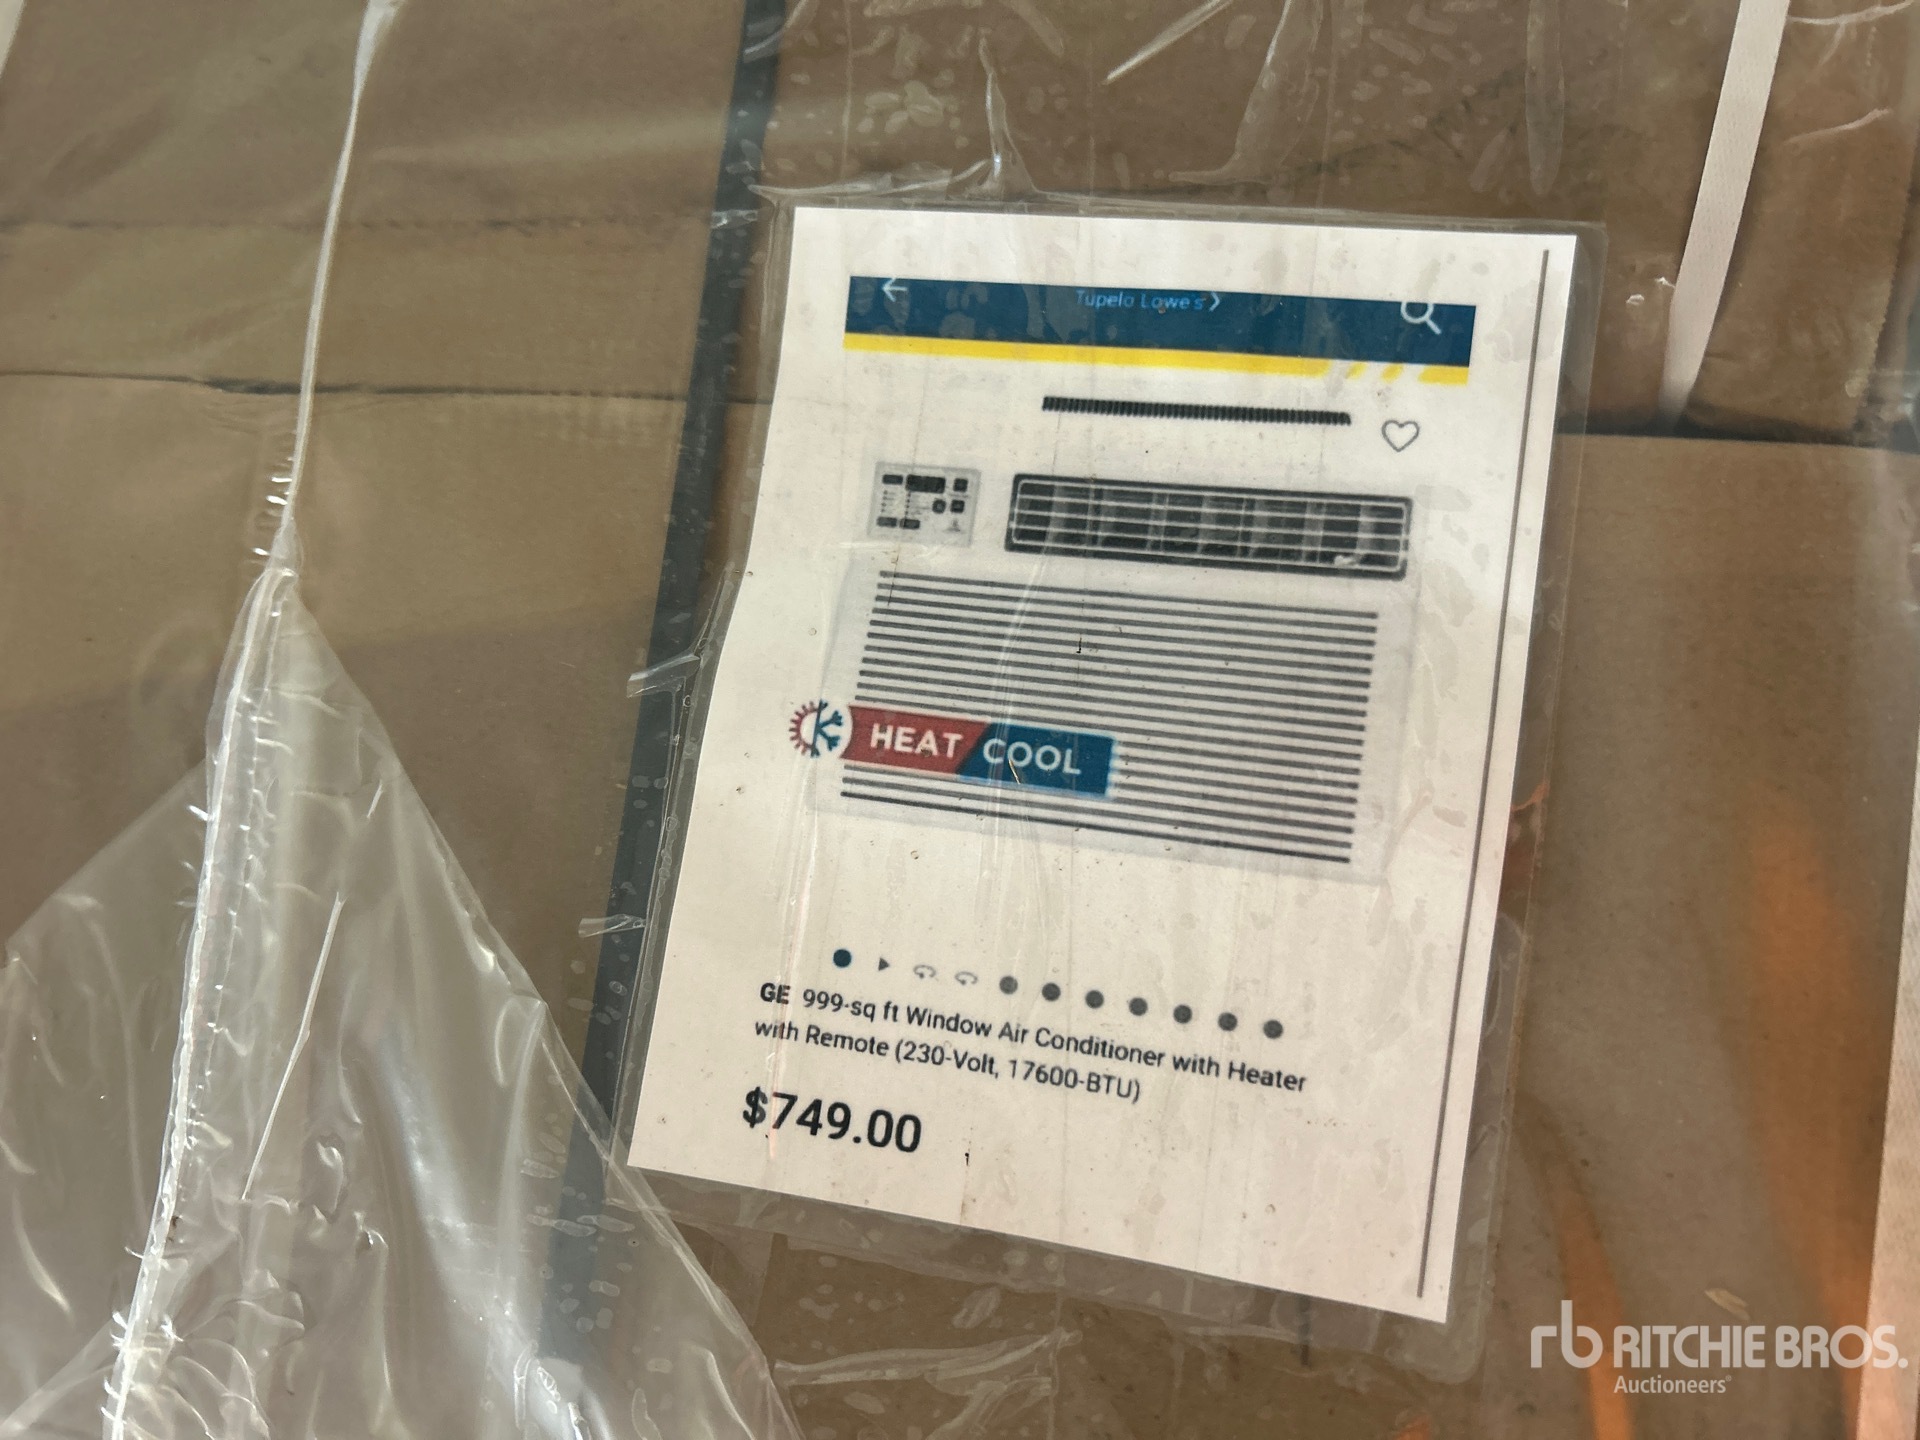 Tupelo Lowe's
HEAT COOL
GE 999-sq ft Window Air Conditioner with Heater
with Remote (230-Volt, 17600-BTU)
$749.00
rb RITCHIE BROS.
Auctioneers